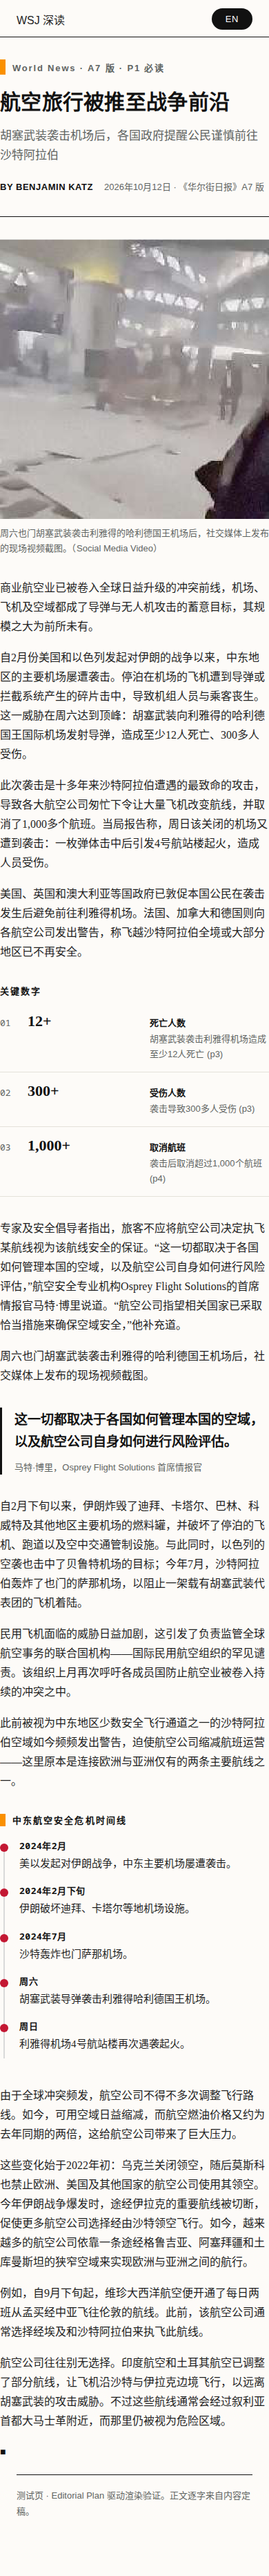 WSJ 深读
EN
World News · A7 版 · P1 必读
航空旅行被推至战争前沿
胡塞武装袭击机场后，各国政府提醒公民谨慎前往
沙特阿拉伯
BY BENJAMIN KATZ 2026年10月12日 · 《华尔街日报》A7 版
周六也门胡塞武装袭击利雅得的哈利德国王机场后，社交媒体上发布
的现场视频截图。（Social Media Video）
商业航空业已被卷入全球日益升级的冲突前线，机场、
飞机及空域都成了导弹与无人机攻击的蓄意目标，其规
模之大为前所未有。
自2月份美国和以色列发起对伊朗的战争以来，中东地
区的主要机场屡遭袭击。停泊在机场的飞机遭到导弹或
拦截系统产生的碎片击中，导致机组人员与乘客丧生。
这一威胁在周六达到顶峰：胡塞武装向利雅得的哈利德
国王国际机场发射导弹，造成至少12人死亡、300多人
受伤。
此次袭击是十多年来沙特阿拉伯遭遇的最致命的攻击，
导致各大航空公司匆忙下令让大量飞机改变航线，并取
消了1,000多个航班。当局报告称，周日该关闭的机场又
遭到袭击：一枚弹体击中后引发4号航站楼起火，造成
人员受伤。
美国、英国和澳大利亚等国政府已敦促本国公民在袭击
发生后避免前往利雅得机场。法国、加拿大和德国则向
各航空公司发出警告，称飞越沙特阿拉伯全境或大部分
地区已不再安全。
关键数字
01 12+ 死亡人数
胡塞武装袭击利雅得机场造成
至少12人死亡 (p3)
02 300+ 受伤人数
袭击导致300多人受伤 (p3)
03 1,000+ 取消航班
袭击后取消超过1,000个航班
(p4)
专家及安全倡导者指出，旅客不应将航空公司决定执飞
某航线视为该航线安全的保证。“这一切都取决于各国
如何管理本国的空域，以及航空公司自身如何进行风险
评估，”航空安全专业机构Osprey Flight Solutions的首席
情报官马特·博里说道。“航空公司指望相关国家已采取
恰当措施来确保空域安全，”他补充道。
周六也门胡塞武装袭击利雅得的哈利德国王机场后，社
交媒体上发布的现场视频截图。
这一切都取决于各国如何管理本国的空域，
以及航空公司自身如何进行风险评估。
马特·博里，Osprey Flight Solutions 首席情报官
自2月下旬以来，伊朗炸毁了迪拜、卡塔尔、巴林、科
威特及其他地区主要机场的燃料罐，并破坏了停泊的飞
机、跑道以及空中交通管制设施。与此同时，以色列的
空袭也击中了贝鲁特机场的目标；今年7月，沙特阿拉
伯轰炸了也门的萨那机场，以阻止一架载有胡塞武装代
表团的飞机着陆。
民用飞机面临的威胁日益加剧，这引发了负责监管全球
航空事务的联合国机构——国际民用航空组织的罕见谴
责。该组织上月再次呼吁各成员国防止航空业被卷入持
续的冲突之中。
此前被视为中东地区少数安全飞行通道之一的沙特阿拉
伯空域如今频频发出警告，迫使航空公司缩减航班运营
——这里原本是连接欧洲与亚洲仅有的两条主要航线之
一。
中东航空安全危机时间线
2024年2月
美以发起对伊朗战争，中东主要机场屡遭袭击。
2024年2月下旬
伊朗破坏迪拜、卡塔尔等地机场设施。
2024年7月
沙特轰炸也门萨那机场。
周六
胡塞武装导弹袭击利雅得哈利德国王机场。
周日
利雅得机场4号航站楼再次遇袭起火。
由于全球冲突频发，航空公司不得不多次调整飞行路
线。如今，可用空域日益缩减，而航空燃油价格又约为
去年同期的两倍，这给航空公司带来了巨大压力。
这些变化始于2022年初：乌克兰关闭领空，随后莫斯科
也禁止欧洲、美国及其他国家的航空公司使用其领空。
今年伊朗战争爆发时，途经伊拉克的重要航线被切断，
促使更多航空公司选择经由沙特领空飞行。如今，越来
越多的航空公司依靠一条途经格鲁吉亚、阿塞拜疆和土
库曼斯坦的狭窄空域来实现欧洲与亚洲之间的航行。
例如，自9月下旬起，维珍大西洋航空便开通了每日两
班从孟买经中亚飞往伦敦的航线。此前，该航空公司通
常选择经埃及和沙特阿拉伯来执飞此航线。
航空公司往往别无选择。印度航空和土耳其航空已调整
了部分航线，让飞机沿沙特与伊拉克边境飞行，以远离
胡塞武装的攻击威胁。不过这些航线通常会经过叙利亚
首都大马士革附近，而那里仍被视为危险区域。
■
测试页 · Editorial Plan 驱动渲染验证。正文逐字来自内容定
稿。